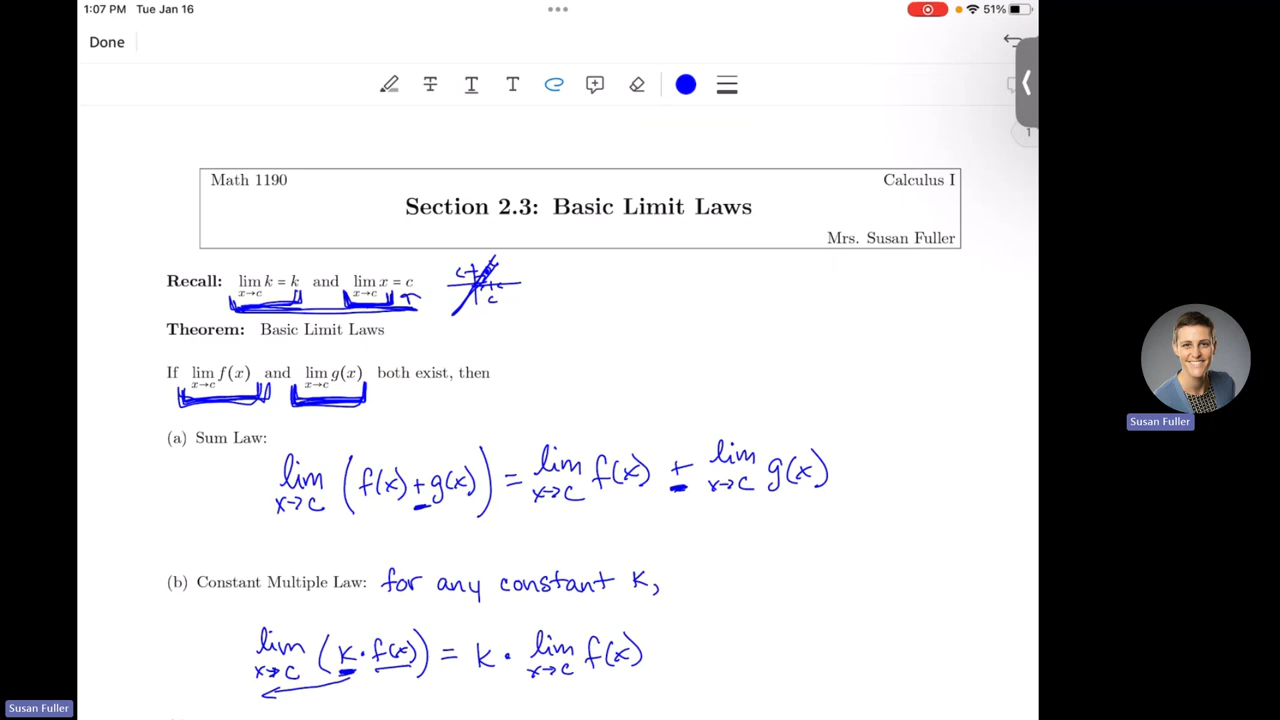 1:07 PM Tue Jan 16
51%
Done
1
Math 1190
Calculus I
Section 2.3: Basic Limit Laws
Mrs. Susan Fuller
Recall: lim x→c k = k and lim x→c x = c
c
c
Theorem: Basic Limit Laws
If lim x→c f(x) and lim x→c g(x) both exist, then
(a) Sum Law:
lim x→c (f(x)+g(x)) = lim x→c f(x) + lim x→c g(x)
(b) Constant Multiple Law: for any constant k,
lim x→c (k·f(x)) = k · lim x→c f(x)
Susan Fuller
Susan Fuller